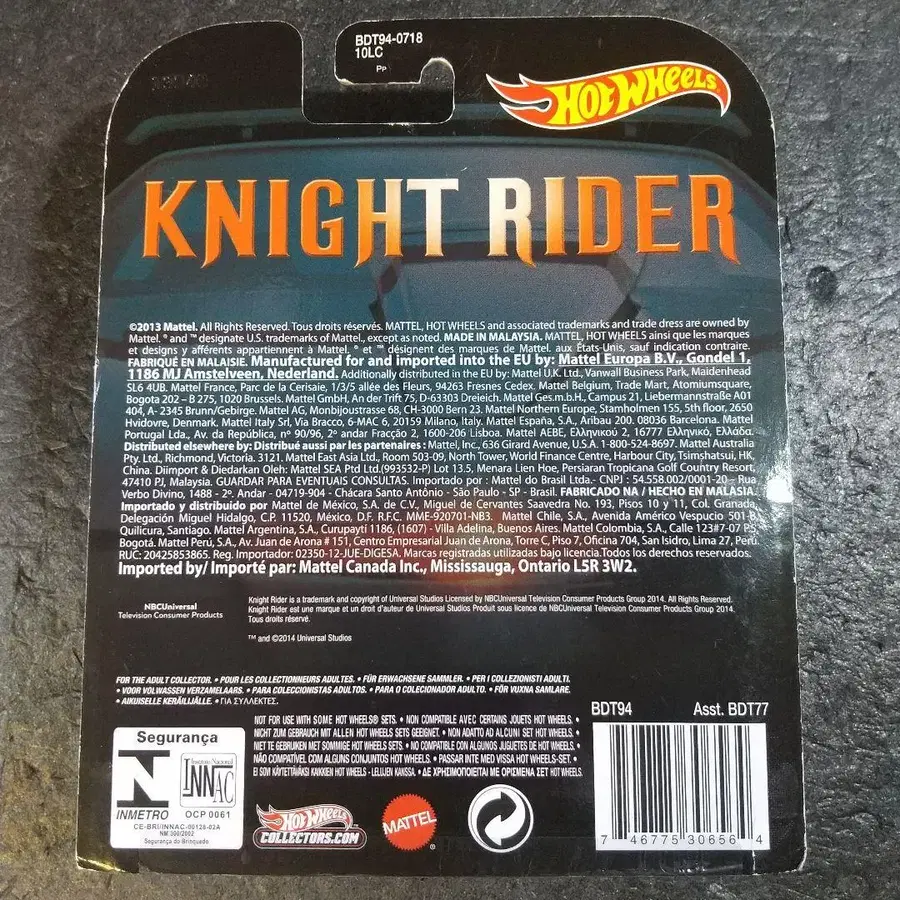 BDT94-0718
10LC
Pp
HOT WHEELS
KNIGHT RIDER
©2013 Mattel. All Rights Reserved. Tous droits réservés. MATTEL, HOT WHEELS and associated trademarks and trade dress are owned by
Mattel. ® and ™ designate U.S. trademarks of Mattel, except as noted. MADE IN MALAYSIA. MATTEL, HOT WHEELS ainsi que les marques
et designs y afférents appartiennent à Mattel. ® et ™ désignent des marques de Mattel aux États-Unis, sauf indication contraire.
FABRIQUÉ EN MALAISIE. Manufactured for and imported into the EU by: Mattel Europa B.V., Gondel 1,
1186 MJ Amstelveen, Nederland. Additionally distributed in the EU by: Mattel U.K. Ltd., Vanwall Business Park, Maidenhead
SL6 4UB. Mattel France, Parc de la Cerisaie, 1/3/5 allée des Fleurs, 94263 Fresnes Cedex. Mattel Belgium, Trade Mart, Atomiumsquare,
Bogota 202 – B 275, 1020 Brussels. Mattel GmbH, An der Trift 75, D-63303 Dreieich. Mattel Ges.m.b.H., Campus 21, LiebermannstraBe A01
404, A- 2345 Brunn/Gebirge. Mattel AG, Monbijoustrasse 68, CH-3000 Bern 23. Mattel Northern Europe, Stamholmen 155, 5th floor, 2650
Hvidovre, Denmark. Mattel Italy Srl, Via Bracco, 6-MAC 6, 20159 Milano, Italy. Mattel España, S.A., Aribau 200. 08036 Barcelona. Mattel
Portugal Lda., Av. da República, nº 90/96, 2º andar Fracção 2, 1600-206 Lisboa. Mattel AEBE, Ελληνικού 2, 16777 Ελληνικό, Ελλάδα.
Distributed elsewhere by: Distribué aussi par les partenaires : Mattel, Inc., 636 Girard Avenue, U.S.A. 1-800-524-8697. Mattel Australia
Pty. Ltd., Richmond, Victoria. 3121. Mattel East Asia Ltd., Room 503-09, North Tower, World Finance Centre, Harbour City, Tsimshatsui, HK,
China. Diimport & Diedarkan Oleh: Mattel SEA Ptd Ltd.(993532-P) Lot 13.5, Menara Lien Hoe, Persiaran Tropicana Golf Country Resort,
47410 PJ, Malaysia. GUARDAR PARA EVENTUAIS CONSULTAS. Importado por : Mattel do Brasil Ltda.- CNPJ : 54.558.002/0001-20 — Rua
Verbo Divino, 1488 - 2º. Andar - 04719-904 - Chácara Santo Antônio - São Paulo - SP - Brasil. FABRICADO NA / HECHO EN MALASIA.
Importado y distribuido por Mattel de México, S.A. de C.V., Miguel de Cervantes Saavedra No. 193, Pisos 10 y 11, Col. Granada,
Delegación Miguel Hidalgo, C.P. 11520, México, D.F. R.F.C. MME-920701-NB3. Mattel Chile, S.A., Avenida Américo Vespucio 501-B,
Quilicura, Santiago. Mattel Argentina, S.A., Curupaytí 1186, (1607) - Villa Adelina, Buenos Aires. Mattel Colombia, S.A., Calle 123#7-07 P.5,
Bogotá. Mattel Perú, S.A., Av. Juan de Arona # 151, Centro Empresarial Juan de Arona, Torre C, Piso 7, Oficina 704, San Isidro, Lima 27, Perú.
RUC: 20425853865. Reg. Importador: 02350-12-JUE-DIGESA. Marcas registradas utilizadas bajo licencia.Todos los derechos reservados.
Imported by/ Importé par: Mattel Canada Inc., Mississauga, Ontario L5R 3W2.
NBCUniversal
Television Consumer Products
Knight Rider is a trademark and copyright of Universal Studios Licensed by NBCUniversal Television Consumer Products Group 2014. All Rights Reserved.
Knight Rider est une marque et un droit d'auteur de Universal Studios Produit sous licence de NBCUniversal Television Consumer Products Group 2014.
Tous droits réservé.
™ and ©2014 Universal Studios
FOR THE ADULT COLLECTOR. • POUR LES COLLECTIONNEURS ADULTES. • FÜR ERWACHSENE SAMMLER. • PER I COLLEZIONISTI ADULTI.
• VOOR VOLWASSEN VERZAMELAARS. • PARA COLECCIONISTAS ADULTOS. • PARA O COLECIONADOR ADULTO. • FÖR VUXNA SAMLARE.
• AIKUISELLE KERÄILIJÄLLE. • ΓΙΑ ΣΥΛΛΕΚΤΕΣ.
NOT FOR USE WITH SOME HOT WHEELS® SETS. • NON COMPATIBLE AVEC CERTAINS JOUETS HOT WHEELS. •
NICHT ZUM GEBRAUCH MIT ALLEN HOT WHEELS SETS GEEIGNET. • NON ADATTO AD ALCUNI SET HOT WHEELS. •
NIET TE GEBRUIKEN MET SOMMIGE HOT WHEELS SETS. • NO COMPATIBLE CON ALGUNOS JUGUETES DE HOT WHEELS. •
NÃO COMPATÍVEL COM ALGUNS CONJUNTOS HOT WHEELS. • PASSAR INTE MED VISSA HOT WHEELS-SET. •
EI SOVI KÄYTETTÄVÄKSI KAIKKIEN HOT WHEELS - LELUJEN KANSSA. • ΔΕ ΧΡΗΣΙΜΟΠΟΙΕΙΤΑΙ ΜΕ ΟΡΙΣΜΕΝΑ ΣΕΤ HOT WHEELS.
BDT94 Asst. BDT77
Segurança
N
Instituto Nacional
INNAC
INMETRO OCP 0061
CE-BRI/INNAC-00128-02A
NM 300/2002
Segurança do Brinquedo
HOT WHEELS
COLLECTORS.COM
MATTEL
®
7 46775 30656 4